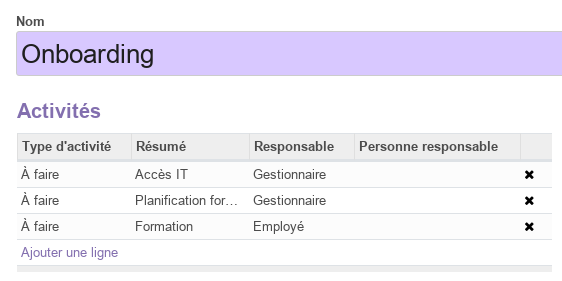 Nom
Onboarding
Activités
Type d'activité Résumé Responsable Personne responsable
À faire Accès IT Gestionnaire
À faire Planification for... Gestionnaire
À faire Formation Employé
Ajouter une ligne